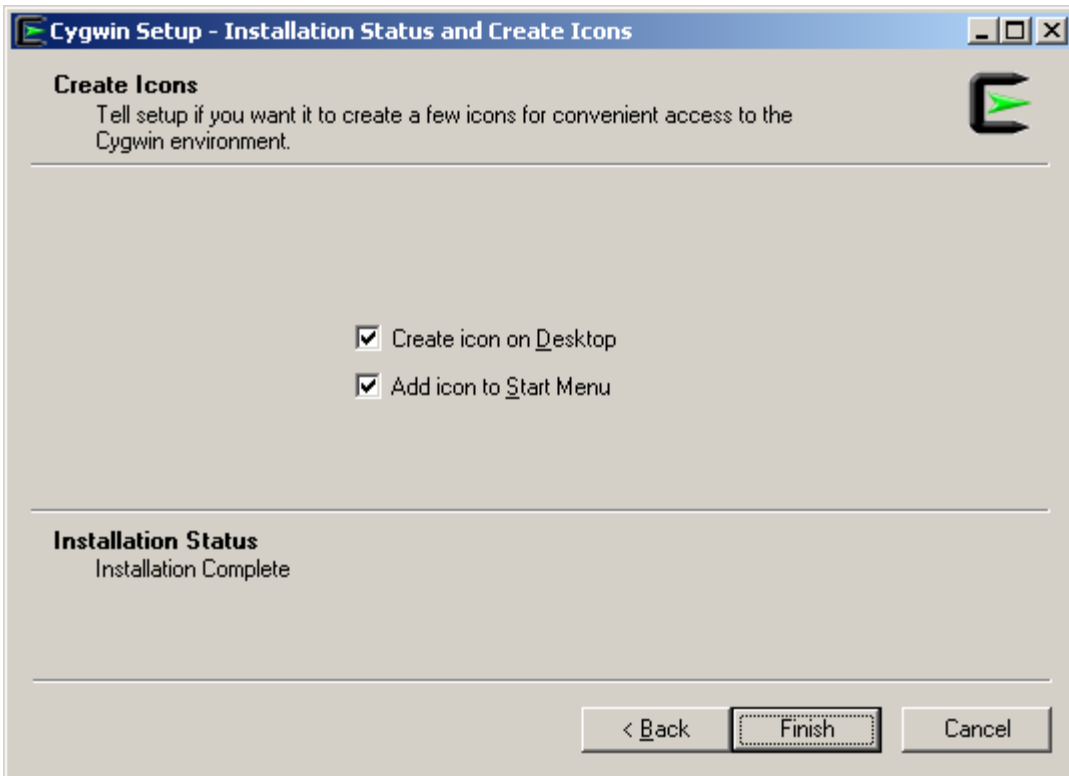 Cygwin Setup - Installation Status and Create Icons
Create Icons
Tell setup if you want it to create a few icons for convenient access to the
Cygwin environment.
Create icon on Desktop
Add icon to Start Menu
Installation Status
Installation Complete
< Back Finish Cancel